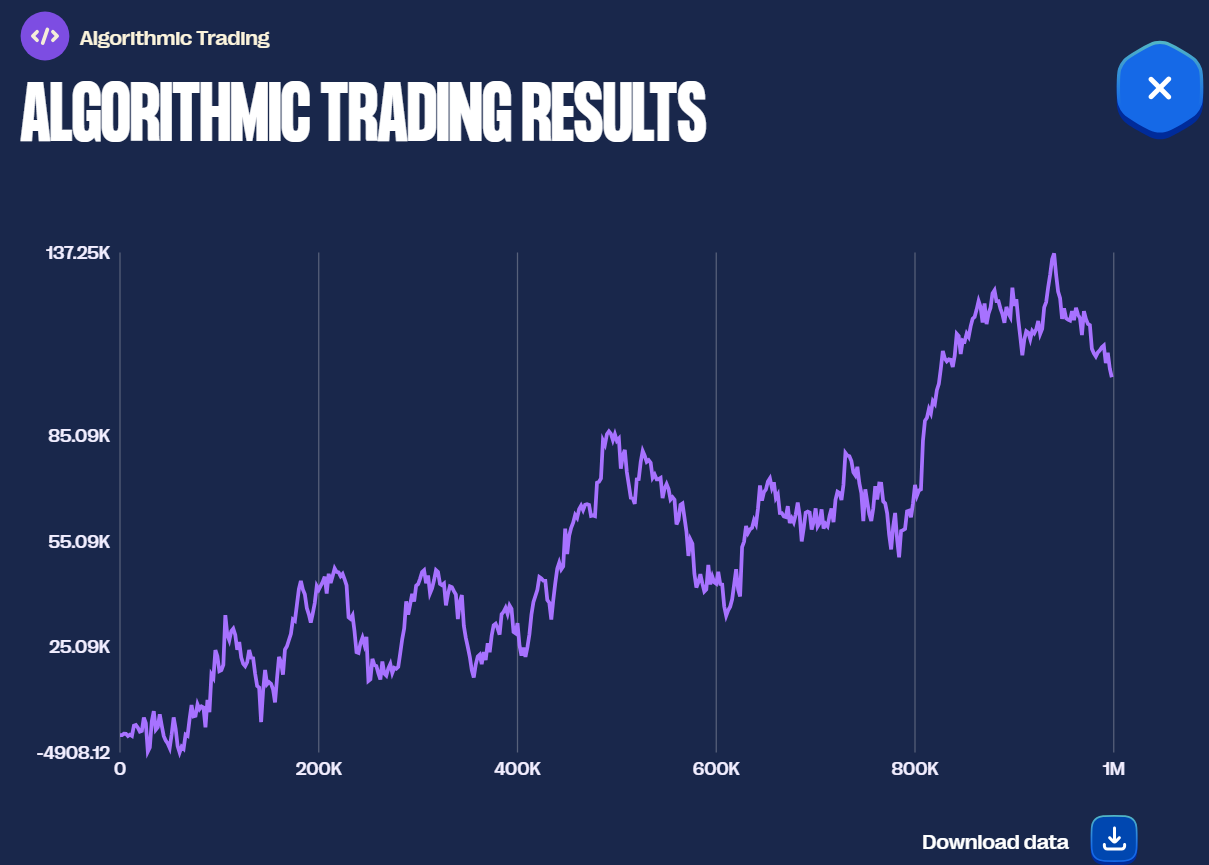 Algorithmic Trading
ALGORITHMIC TRADING RESULTS
137.25K
85.09K
55.09K
25.09K
-4908.12
0 200K 400K 600K 800K 1M
Download data